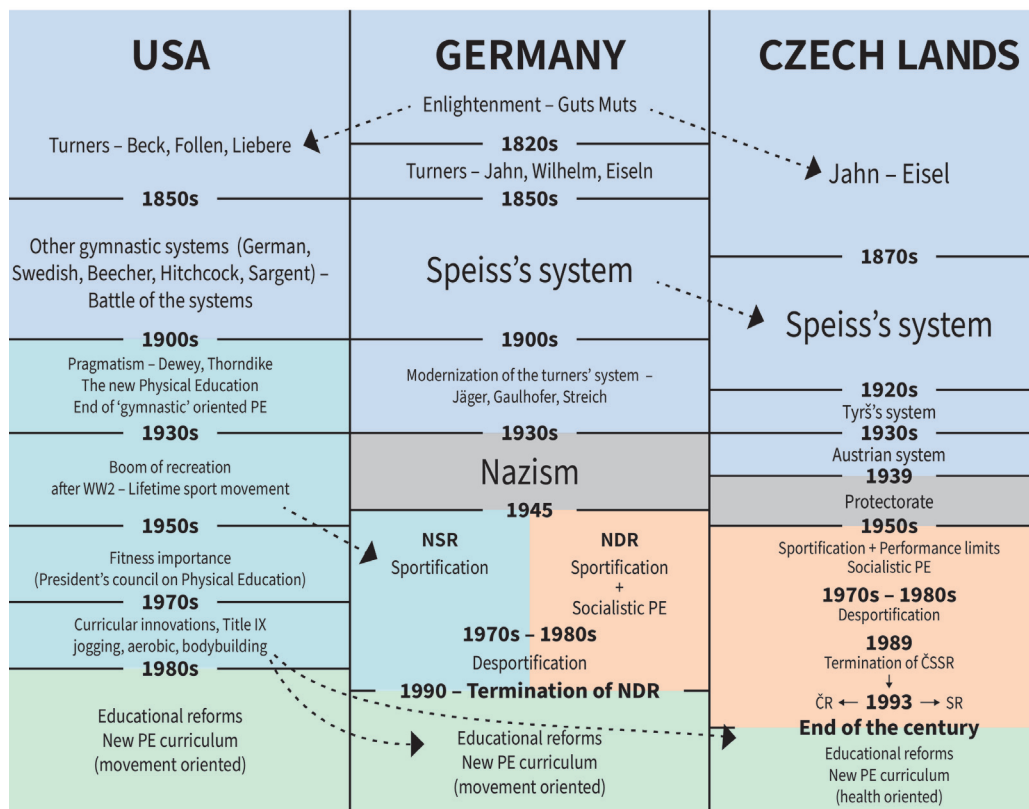 USA
Turners – Beck, Follen, Liebere
1850s
Other gymnastic systems (German,
Swedish, Beecher, Hitchcock, Sargent) –
Battle of the systems
1900s
Pragmatism – Dewey, Thorndike
The new Physical Education
End of ‘gymnastic’ oriented PE
1930s
Boom of recreation
after WW2 – Lifetime sport movement
1950s
Fitness importance
(President’s council on Physical Education)
1970s
Curricular innovations, Title IX
jogging, aerobic, bodybuilding
1980s
Educational reforms
New PE curriculum
(movement oriented)
GERMANY
Enlightenment – Guts Muts
1820s
Turners – Jahn, Wilhelm, Eiseln
1850s
Speiss’s system
1900s
Modernization of the turners’ system –
Jäger, Gaulhofer, Streich
1930s
Nazism
1945
NSR
Sportification
NDR
Sportification
+
Socialistic PE
1970s – 1980s
Desportification
1990 – Termination of NDR
Educational reforms
New PE curriculum
(movement oriented)
CZECH LANDS
Jahn – Eisel
1870s
Speiss’s system
1920s
Tyrš’s system
1930s
Austrian system
1939
Protectorate
1950s
Sportification + Performance limits
Socialistic PE
1970s – 1980s
Desportification
1989
Termination of ČSSR
ČR ← 1993 → SR
End of the century
Educational reforms
New PE curriculum
(health oriented)